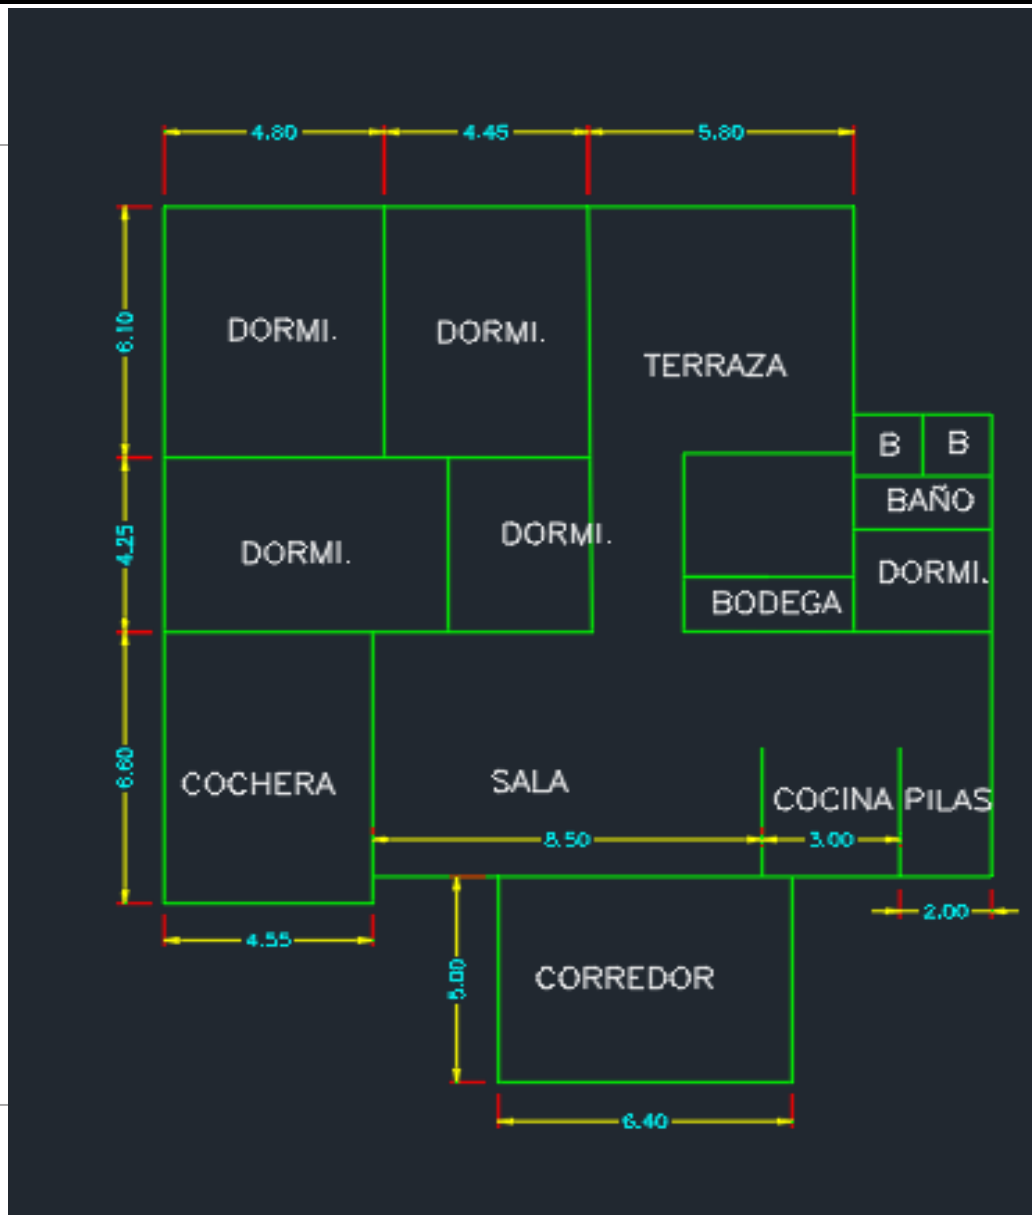 4.80 4.45 5.80
6.10
DORMI. DORMI.
TERRAZA
B B
BAÑO
4.25
DORMI. DORMI.
DORMI.
BODEGA
6.60
COCHERA SALA COCINA PILAS
8.50 3.00
2.00
4.55
5.00
CORREDOR
6.40